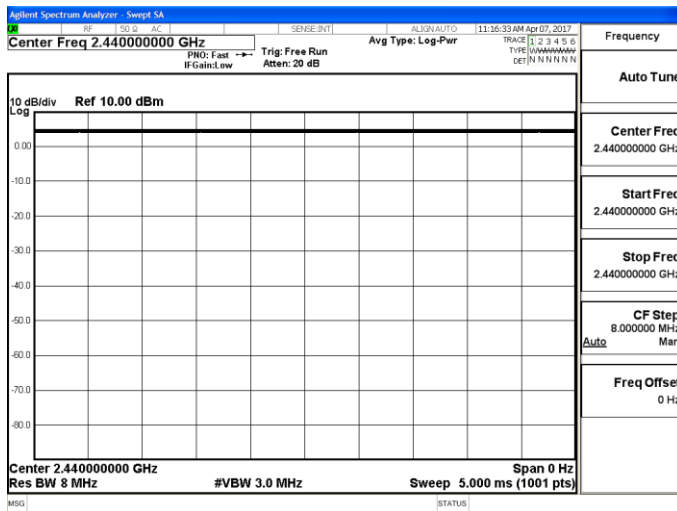 Agilent Spectrum Analyzer - Swept SA
RF 50 Ω AC SENSE:INT ALIGN AUTO 11:16:33 AM Apr 07, 2017
Center Freq 2.440000000 GHz
PNO: Fast
IFGain:Low
Trig: Free Run
Atten: 20 dB
Avg Type: Log-Pwr
TRACE 1 2 3 4 5 6
TYPE
DET N N N N N N
10 dB/div Ref 10.00 dBm
Log
0.00
-10.0
-20.0
-30.0
-40.0
-50.0
-60.0
-70.0
-80.0
Center 2.440000000 GHz Span 0 Hz
Res BW 8 MHz #VBW 3.0 MHz Sweep 5.000 ms (1001 pts)
MSG STATUS
Frequency
Auto Tune
Center Freq
2.440000000 GHz
Start Freq
2.440000000 GHz
Stop Freq
2.440000000 GHz
CF Step
8.000000 MHz
Auto Man
Freq Offset
0 Hz